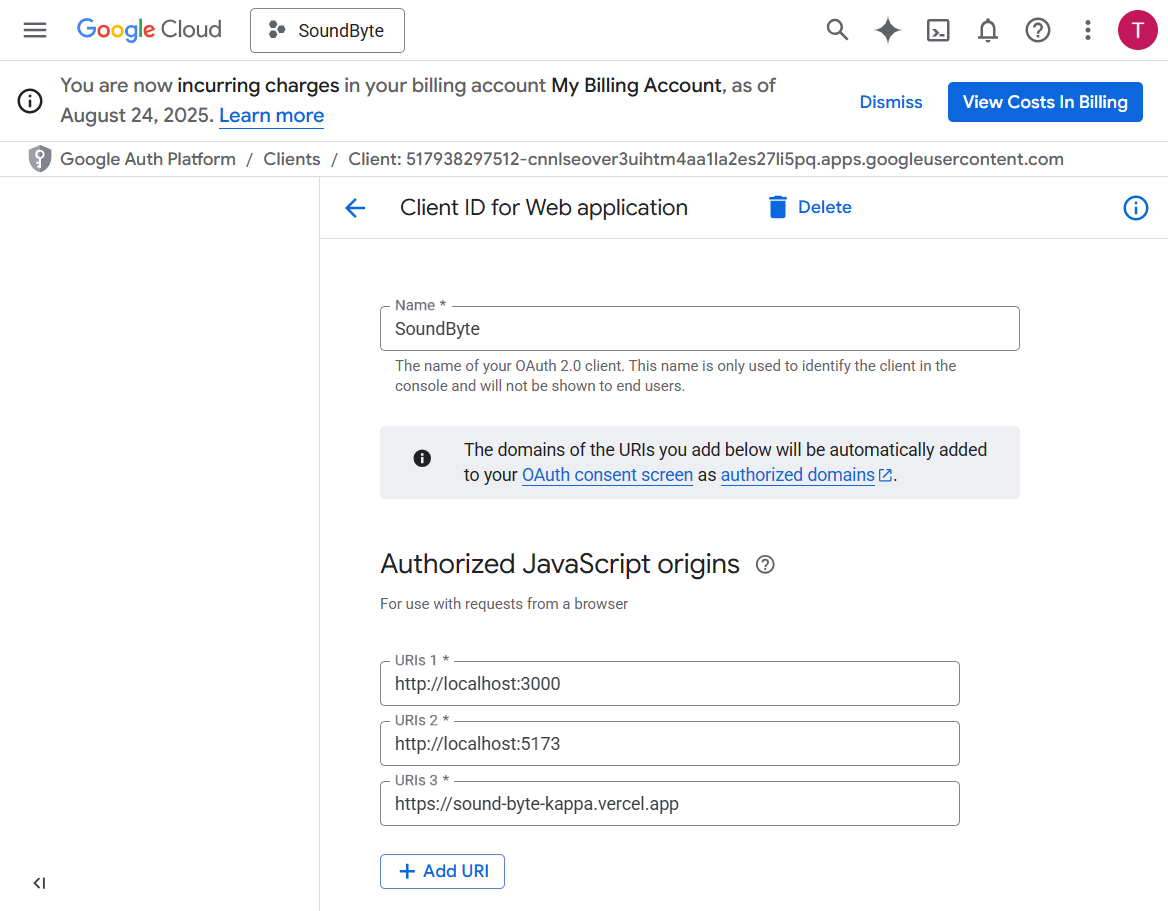 Google Cloud
SoundByte
T
You are now incurring charges in your billing account My Billing Account, as of
August 24, 2025. Learn more
Dismiss
View Costs In Billing
Google Auth Platform / Clients / Client: 517938297512-cnnlseover3uihtm4aa1la2es27li5pq.apps.googleusercontent.com
Client ID for Web application
Delete
Name *
SoundByte
The name of your OAuth 2.0 client. This name is only used to identify the client in the
console and will not be shown to end users.
The domains of the URIs you add below will be automatically added
to your OAuth consent screen as authorized domains.
Authorized JavaScript origins
For use with requests from a browser
URIs 1 *
http://localhost:3000
URIs 2 *
http://localhost:5173
URIs 3 *
https://sound-byte-kappa.vercel.app
+ Add URI